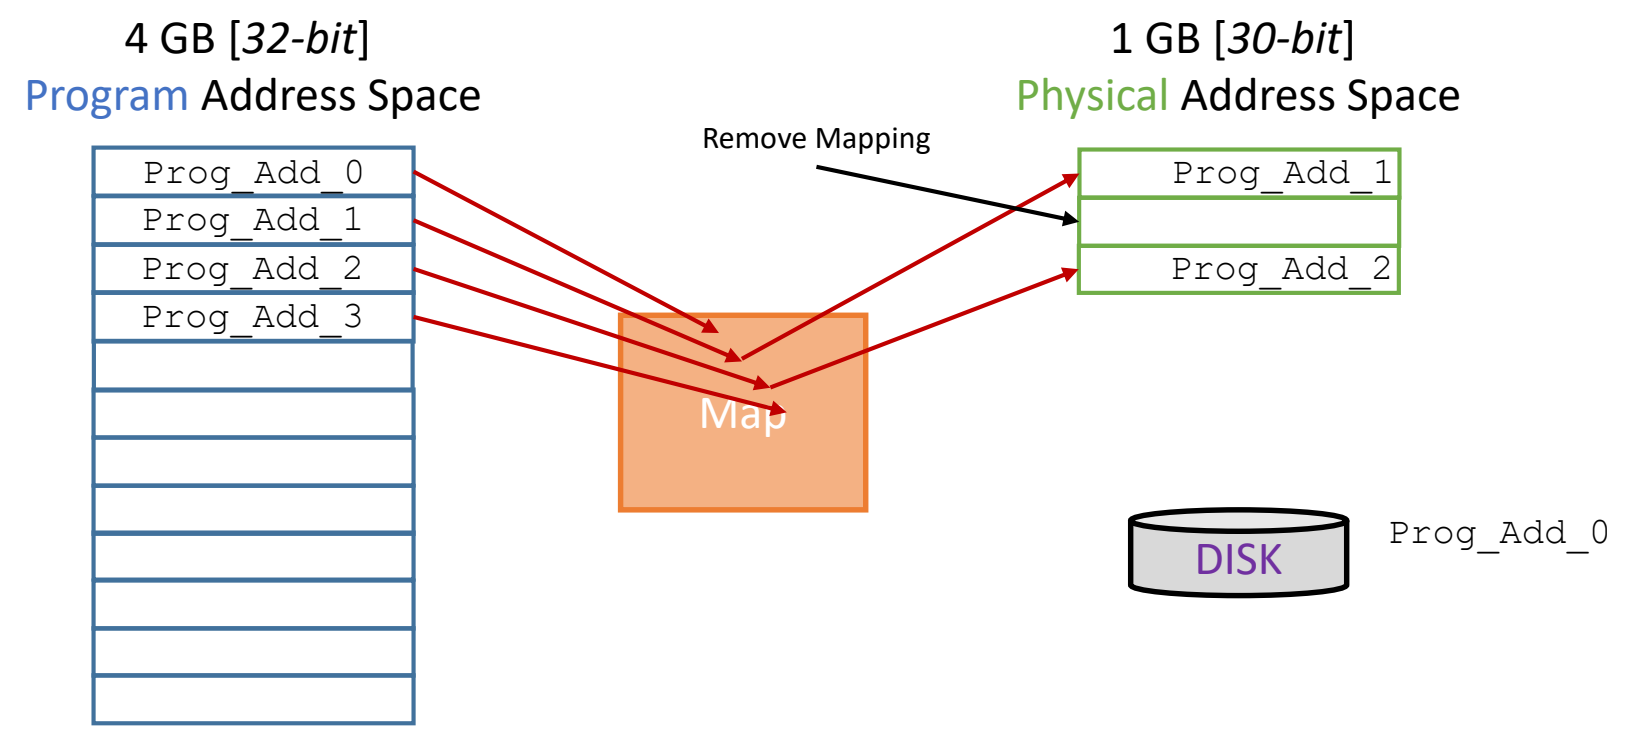 4 GB [32-bit]
Program Address Space
1 GB [30-bit]
Physical Address Space
Remove Mapping
Prog_Add_0
Prog_Add_1
Prog_Add_2
Prog_Add_3
Map
Prog_Add_1
Prog_Add_2
DISK
Prog_Add_0